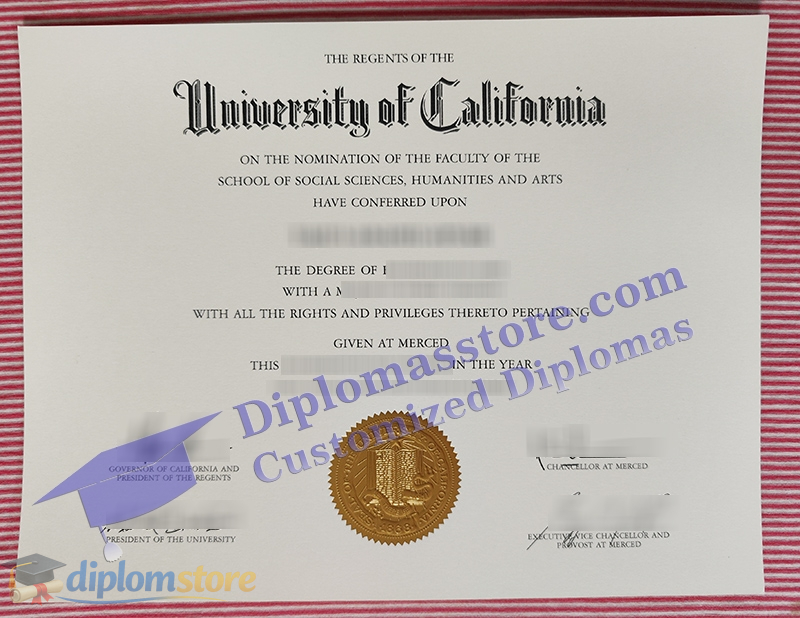 THE REGENTS OF THE
University of California
ON THE NOMINATION OF THE FACULTY OF THE
SCHOOL OF SOCIAL SCIENCES, HUMANITIES AND ARTS
HAVE CONFERRED UPON
THE DEGREE OF
WITH A
WITH ALL THE RIGHTS AND PRIVILEGES THERETO PERTAINING
GIVEN AT MERCED
THIS IN THE YEAR
Diplomasstore.com
Customized Diplomas
GOVERNOR OF CALIFORNIA AND
PRESIDENT OF THE REGENTS
CHANCELLOR AT MERCED
PRESIDENT OF THE UNIVERSITY
EXECUTIVE VICE CHANCELLOR AND
PROVOST AT MERCED
diplomstore